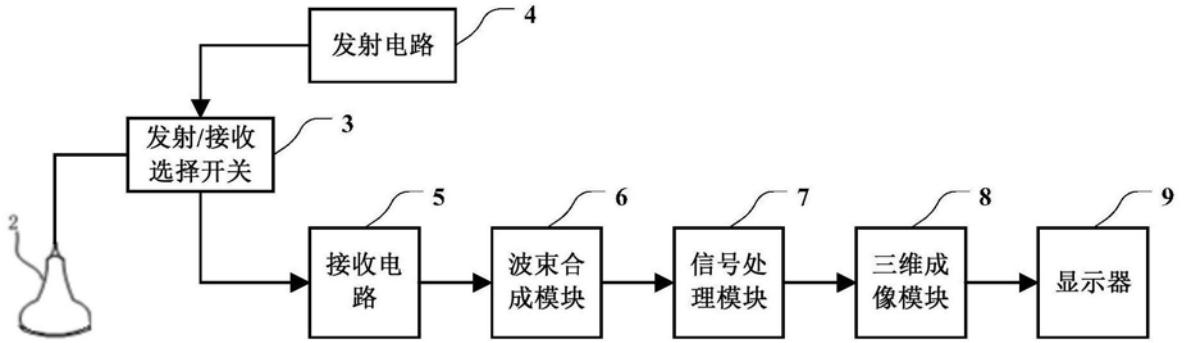 发射电路
4
发射/接收
选择开关
3
2
接收电
路
5
波束合
成模块
6
信号处
理模块
7
三维成
像模块
8
显示器
9